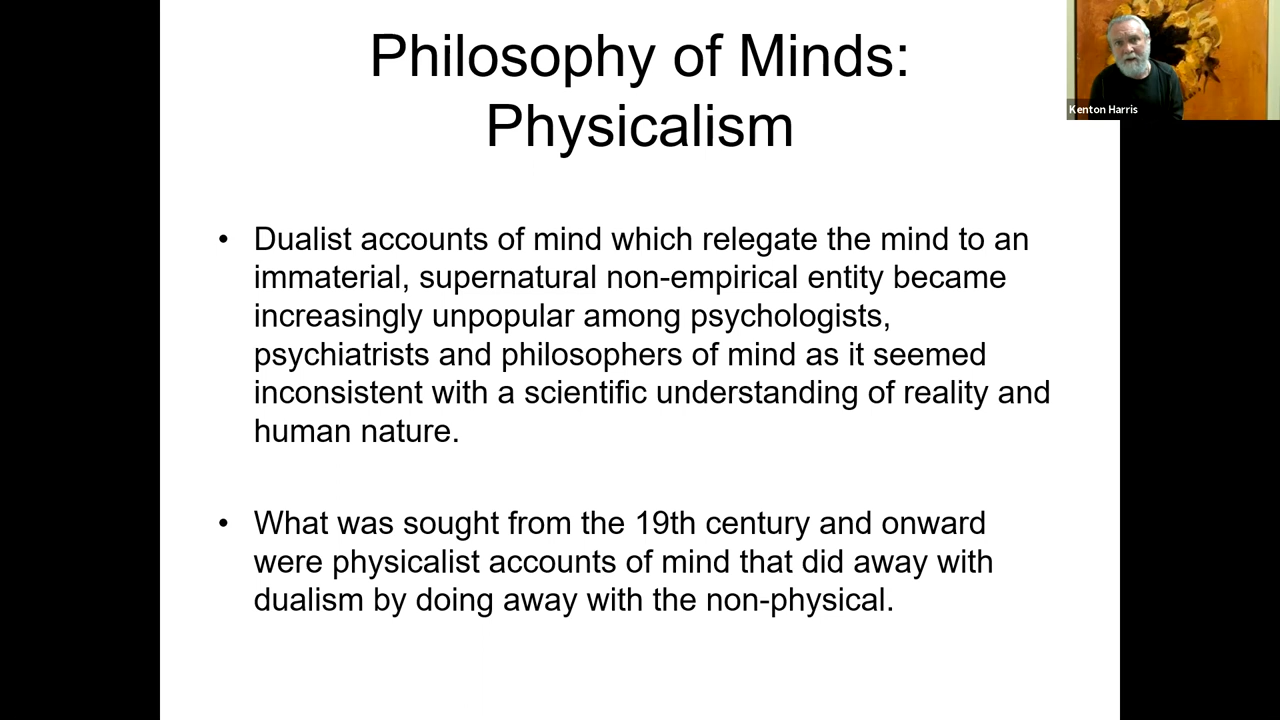 Philosophy of Minds:
Physicalism
Kenton Harris
• Dualist accounts of mind which relegate the mind to an
immaterial, supernatural non-empirical entity became
increasingly unpopular among psychologists,
psychiatrists and philosophers of mind as it seemed
inconsistent with a scientific understanding of reality and
human nature.
• What was sought from the 19th century and onward
were physicalist accounts of mind that did away with
dualism by doing away with the non-physical.